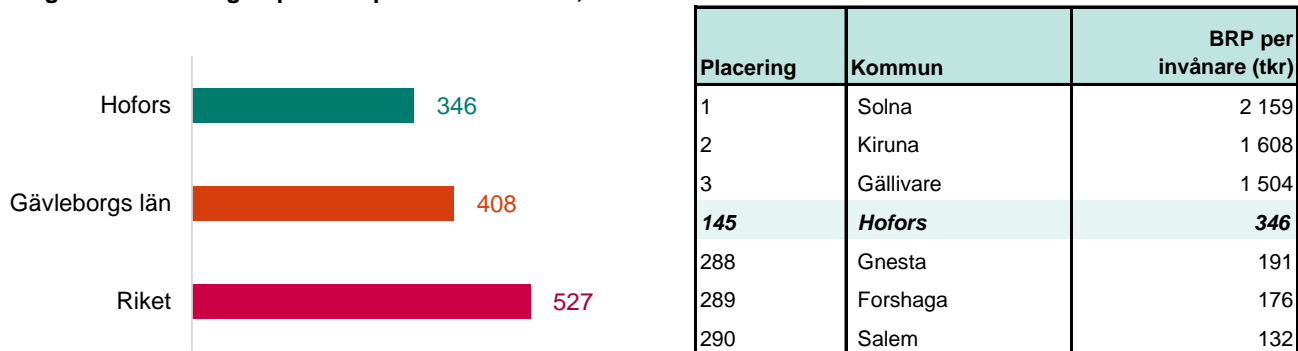 Hofors 346
Gävleborgs län 408
Riket 527
Placering Kommun BRP per invånare (tkr)
1 Solna 2 159
2 Kiruna 1 608
3 Gällivare 1 504
145 Hofors 346
288 Gnesta 191
289 Forshaga 176
290 Salem 132